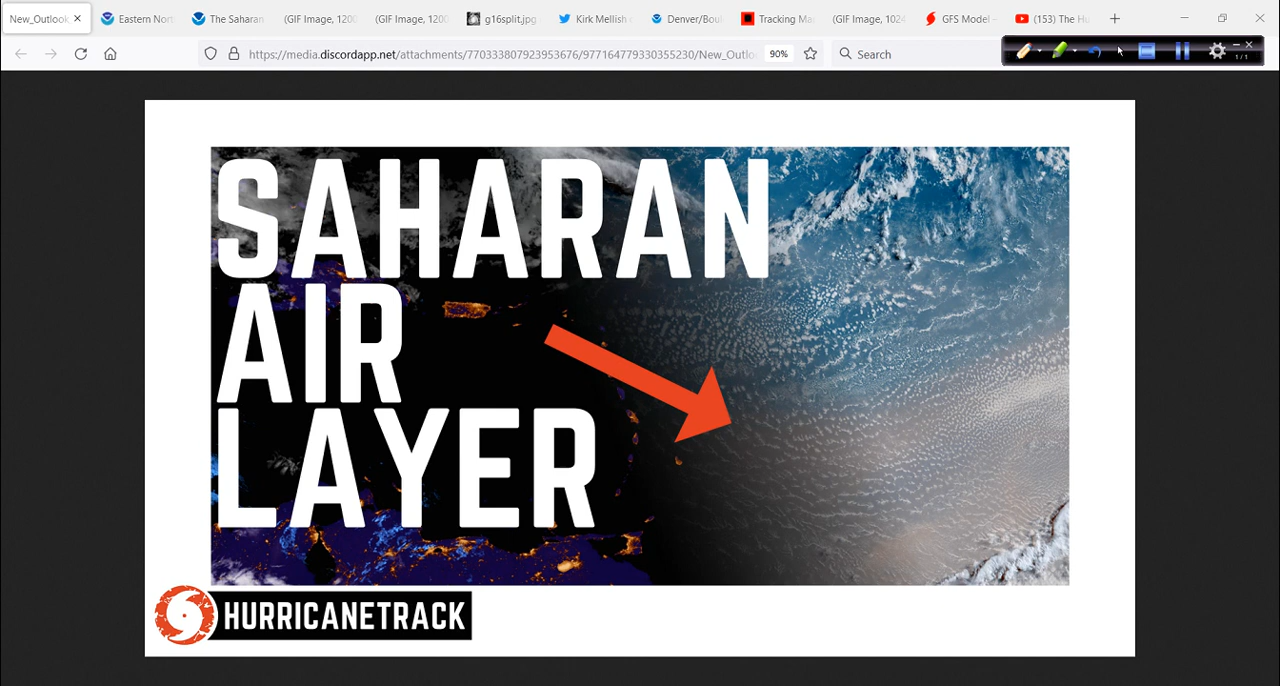 New_Outlook
Eastern Nort
The Saharan
(GIF Image, 1200
(GIF Image, 1200
g16split.jpg
Kirk Mellish
Denver/Boul
Tracking Ma
(GIF Image, 1024
GFS Model –
(153) The Hu
https://media.discordapp.net/attachments/770333807923953676/977164779330355230/New_Outlo
90%
Search
1 / 1
SAHARAN
AIR
LAYER
HURRICANETRACK